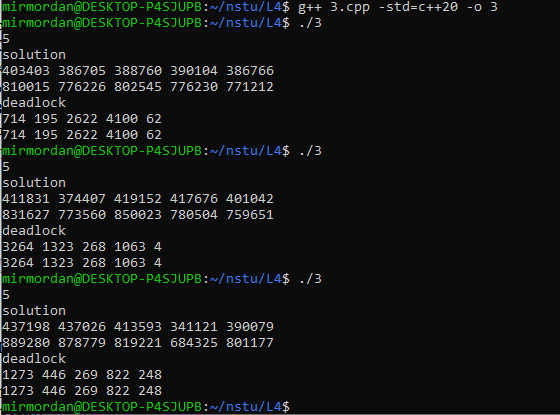 mirmordan@DESKTOP-P4SJUPB:~/nstu/L4$ g++ 3.cpp -std=c++20 -o 3
mirmordan@DESKTOP-P4SJUPB:~/nstu/L4$ ./3
5
solution
403403 386705 388760 390104 386766
810015 776226 802545 776230 771212
deadlock
714 195 2622 4100 62
714 195 2622 4100 62
mirmordan@DESKTOP-P4SJUPB:~/nstu/L4$ ./3
5
solution
411831 374407 419152 417676 401042
831627 773560 850023 780504 759651
deadlock
3264 1323 268 1063 4
3264 1323 268 1063 4
mirmordan@DESKTOP-P4SJUPB:~/nstu/L4$ ./3
5
solution
437198 437026 413593 341121 390079
889280 878779 819221 684325 801177
deadlock
1273 446 269 822 248
1273 446 269 822 248
mirmordan@DESKTOP-P4SJUPB:~/nstu/L4$